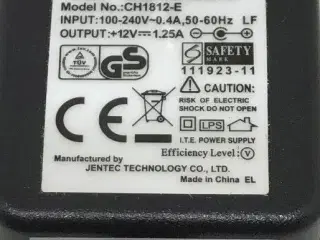 Model No.:CH1812-E
INPUT:100-240V~0.4A,50-60Hz LF
OUTPUT:+12V⎓1.25A
TÜV
GS
S SAFETY
MARK
111923-11
CAUTION:
RISK OF ELECTRIC
SHOCK DO NOT OPEN
CE
LPS
I.T.E. POWER SUPPLY
Efficiency Level: V
Manufactured by
JENTEC TECHNOLOGY CO., LTD.
Made in China EL